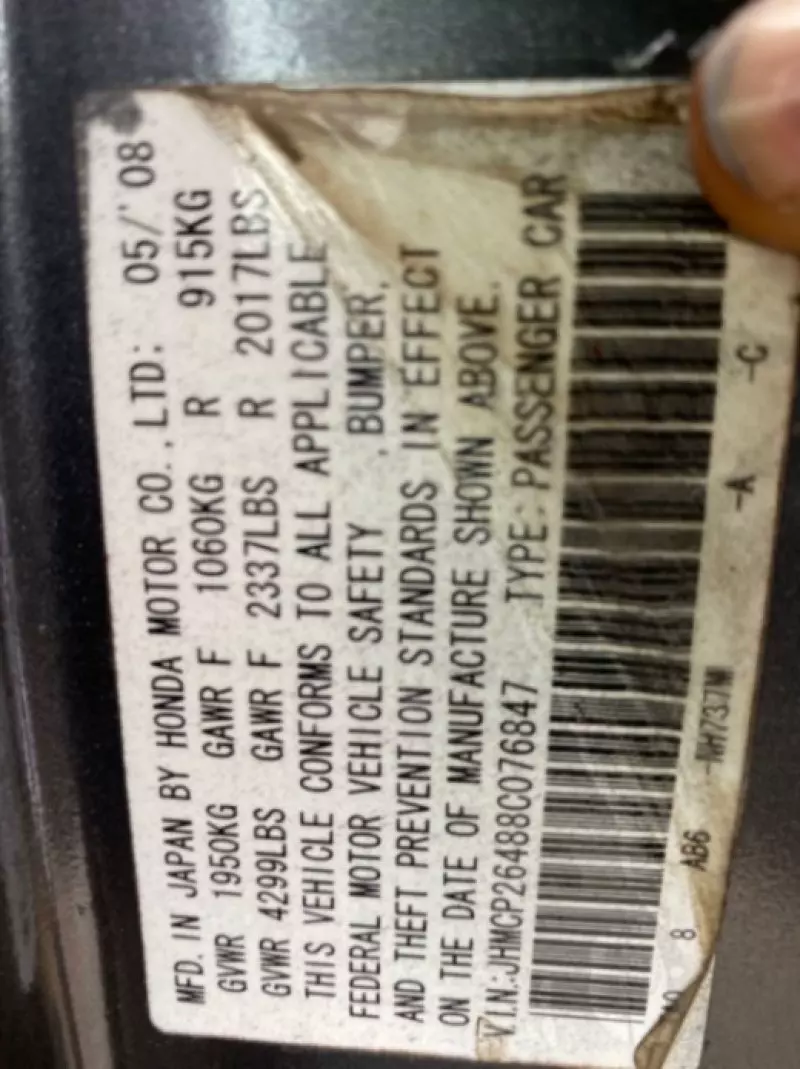 MFD. IN JAPAN BY HONDA MOTOR CO.,LTD: 05/'08
GVWR 1950KG GAWR F 1060KG R 915KG
GVWR 4299LBS GAWR F 2337LBS R 2017LBS
THIS VEHICLE CONFORMS TO ALL APPLICABLE
FEDERAL MOTOR VEHICLE SAFETY , BUMPER,
AND THEFT PREVENTION STANDARDS IN EFFECT
ON THE DATE OF MANUFACTURE SHOWN ABOVE.
V.I.N.:JHMCP26488C076847 TYPE:PASSENGER CAR
8 AB6 -NH737M -A -C